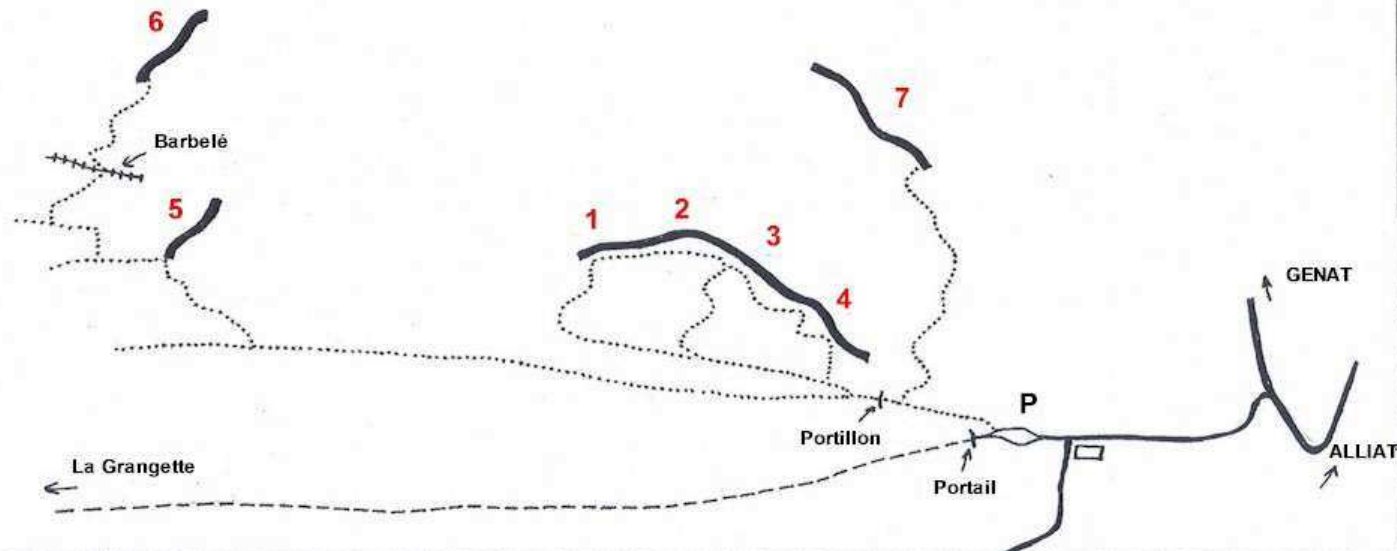 6
7
Barbelé
5
1
2
3
4
GENAT
P
Portillon
ALLIAT
La Grangette
Portail